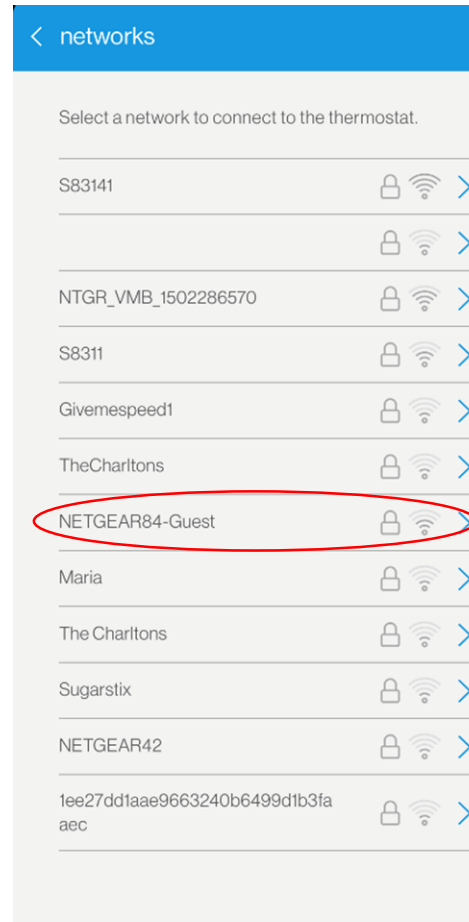 networks
Select a network to connect to the thermostat.
S83141
NTGR_VMB_1502286570
S8311
Givemespeed1
TheCharltons
NETGEAR84-Guest
Maria
The Charltons
Sugarstix
NETGEAR42
1ee27dd1aae9663240b6499d1b3fa
aec